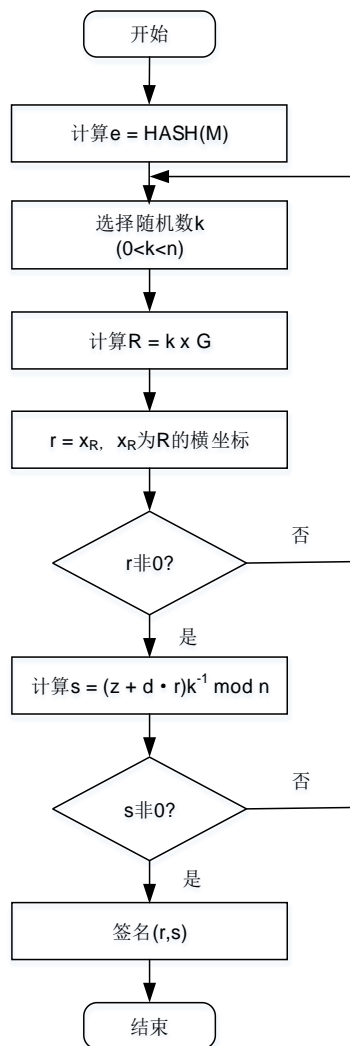 开始
计算e = HASH(M)
选择随机数k
(0<k<n)
计算R = k x G
r = x_R，x_R为R的横坐标
否
r非0?
是
计算s = (z + d • r)k⁻¹ mod n
否
s非0?
是
签名(r,s)
结束